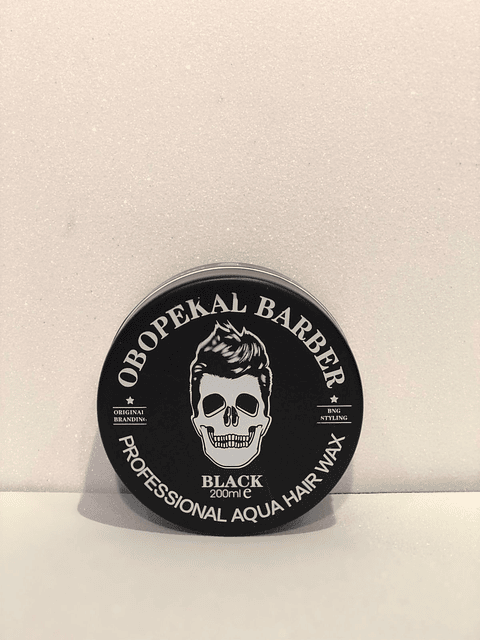 OBOPEKAL BARBER
ORIGINAL
BRANDING
BNG
STYLING
BLACK
200ml e
PROFESSIONAL AQUA HAIR WAX